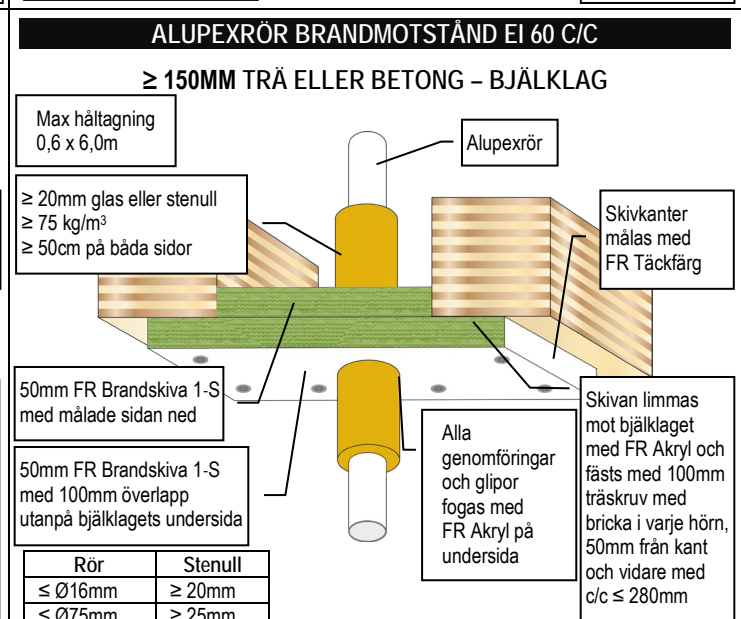 ALUPEXRÖR BRANDMOTSTÅND EI 60 C/C
≥ 150MM TRÄ ELLER BETONG – BJÄLKLAG
Max håltagning
0,6 x 6,0m
Alupexrör
≥ 20mm glas eller stenull
≥ 75 kg/m³
≥ 50cm på båda sidor
Skivkanter
målas med
FR Täckfärg
50mm FR Brandskiva 1-S
med målade sidan ned
50mm FR Brandskiva 1-S
med 100mm överlapp
utanpå bjälklagets undersida
Alla
genomföringar
och glipor
fogas med
FR Akryl på
undersida
Skivan limmas
mot bjälklaget
med FR Akryl och
fästs med 100mm
träskruv med
bricka i varje hörn,
50mm från kant
och vidare med
c/c ≤ 280mm
Rör Stenull
≤ Ø16mm ≥ 20mm
≤ Ø75mm ≥ 25mm